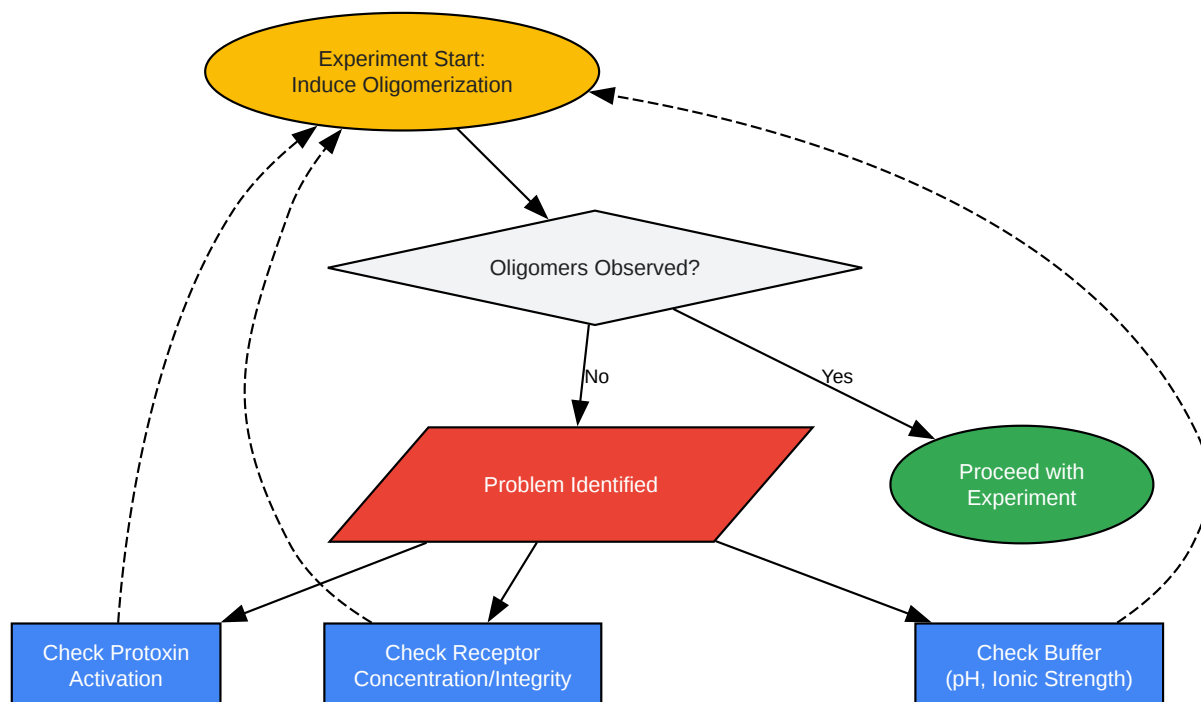 Experiment Start:
Induce Oligomerization
Oligomers Observed?
No
Yes
Problem Identified
Proceed with
Experiment
Check Protoxin
Activation
Check Receptor
Concentration/Integrity
Check Buffer
(pH, Ionic Strength)